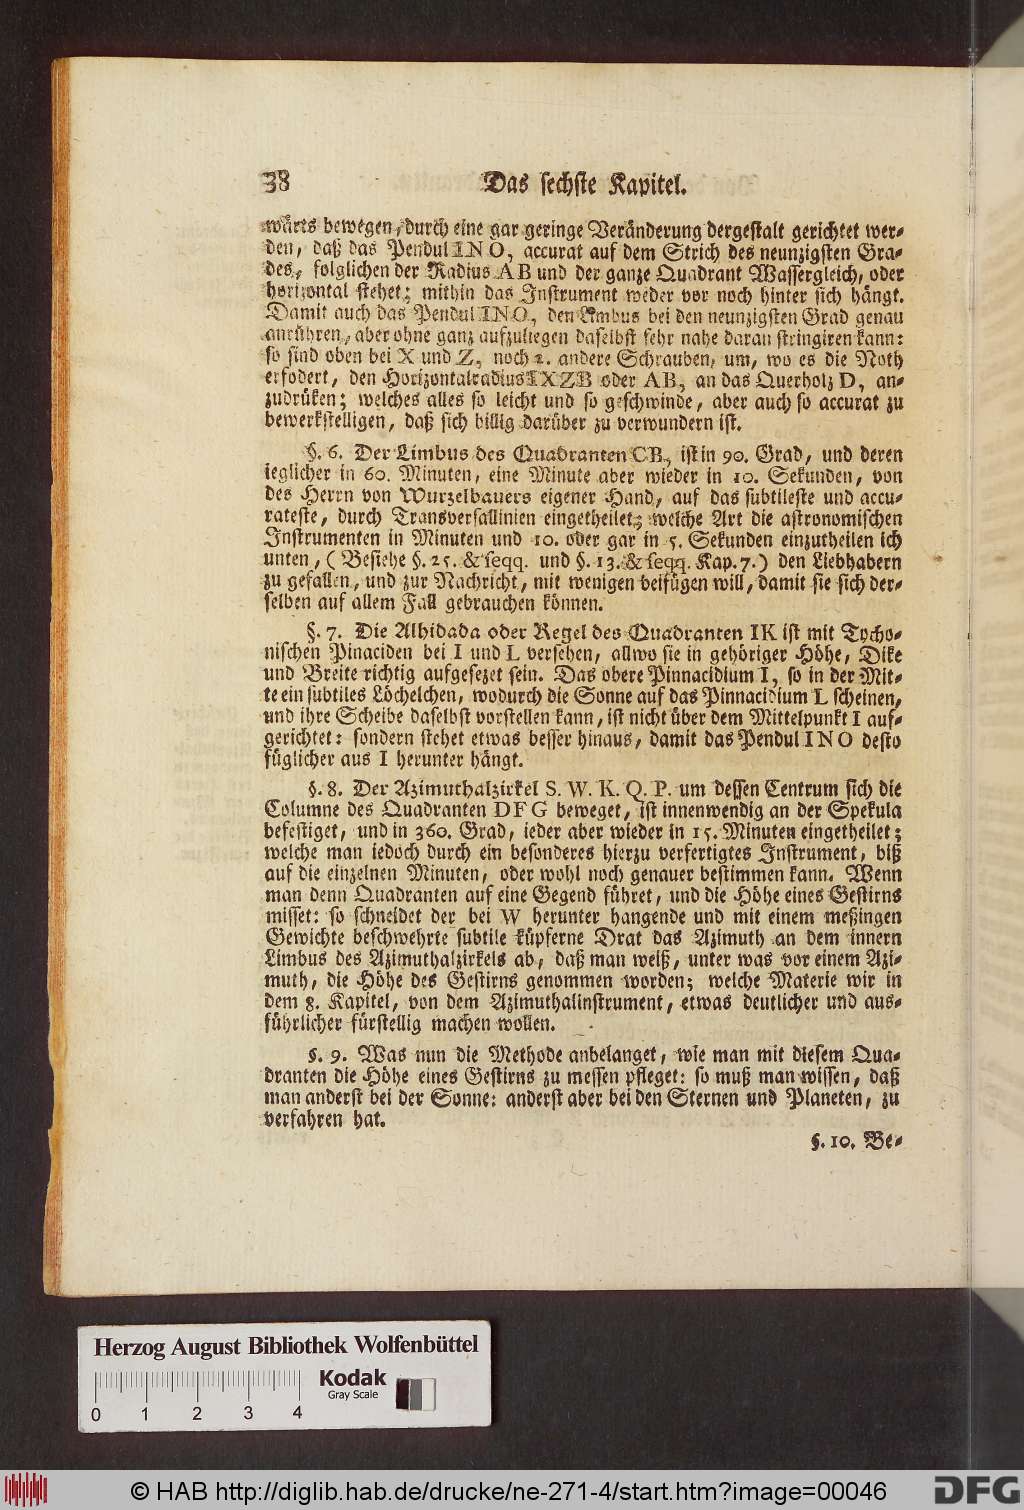 38 Das sechste Kapitel.
wärts bewegen, durch eine gar geringe Veränderung dergestalt gerichtet wer-
den, daß das Pendul INO, accurat auf dem Strich des neunzigsten Gra-
des, folglichen der Radius AB und der ganze Quadrant Wassergleich, oder
horizontal stehet; mithin das Instrument weder vor noch hinter sich hängt.
Damit auch das Pendul INO, den Limbus bei den neunzigsten Grad genau
anrühren, aber ohne ganz aufzuliegen daselbst sehr nahe daran stringiren kann:
so sind oben bei X und Z, noch 2. andere Schrauben, um, wo es die Noth
erfodert, den Horizontalradius IXZB oder AB, an das Querholz D, an-
zudrüken; welches alles so leicht und so geschwinde, aber auch so accurat zu
bewerkstelligen, daß sich billig darüber zu verwundern ist.
§. 6. Der Limbus des Quadranten CB, ist in 90. Grad, und deren
ieglicher in 60. Minuten, eine Minute aber wieder in 10. Sekunden, von
des Herrn von Wurzelbauers eigener Hand, auf das subtileste und accu-
rateste, durch Transversallinien eingetheilet; welche Art die astronomischen
Instrumenten in Minuten und 10. oder gar in 5. Sekunden einzutheilen ich
unten, (Besiehe §. 25. & seqq. und §. 13. & seqq. Kap. 7.) den Liebhabern
zu gefallen, und zur Nachricht, mit wenigen beifügen will, damit sie sich der-
selben auf allem Fall gebrauchen können.
§. 7. Die Alhidada oder Regel des Quadranten IK ist mit Tycho-
nischen Pinaciden bei I und L versehen, allwo sie in gehöriger Höhe, Dike
und Breite richtig aufgesezet sein. Das obere Pinnacidium I, so in der Mit-
te ein subtiles Löchelchen, wodurch die Sonne auf das Pinnacidium L scheinen,
und ihre Scheibe daselbst vorstellen kann, ist nicht über dem Mittelpunkt I auf-
gerichtet: sondern stehet etwas besser hinaus, damit das Pendul INO desto
füglicher aus I herunter hängt.
§. 8. Der Azimuthalzirkel S. W. K. Q. P. um dessen Centrum sich die
Columne des Quadranten DFG beweget, ist innenwendig an der Spekula
befestiget, und in 360. Grad, ieder aber wieder in 15. Minuten eingetheilet;
welche man iedoch durch ein besonderes hierzu verfertigtes Instrument, biß
auf die einzelnen Minuten, oder wohl noch genauer bestimmen kann. Wenn
man denn Quadranten auf eine Gegend führet, und die Höhe eines Gestirns
misset: so schneidet der bei W herunter hangende und mit einem meßingen
Gewichte beschwehrte subtile küpferne Drat das Azimuth an dem innern
Limbus des Azimuthalzirkels ab, daß man weiß, unter was vor einem Azi-
muth, die Höhe des Gestirns genommen worden; welche Materie wir in
dem 8. Kapitel, von dem Azimuthalinstrument, etwas deutlicher und aus-
führlicher fürstellig machen wollen.
§. 9. Was nun die Methode anbelanget, wie man mit diesem Qua-
dranten die Höhe eines Gestirns zu messen pfleget: so muß man wissen, daß
man anderst bei der Sonne: anderst aber bei den Sternen und Planeten, zu
verfahren hat.
§. 10. Be-
Herzog August Bibliothek Wolfenbüttel
Kodak
Gray Scale
0 1 2 3 4
© HAB http://diglib.hab.de/drucke/ne-271-4/start.htm?image=00046
DFG